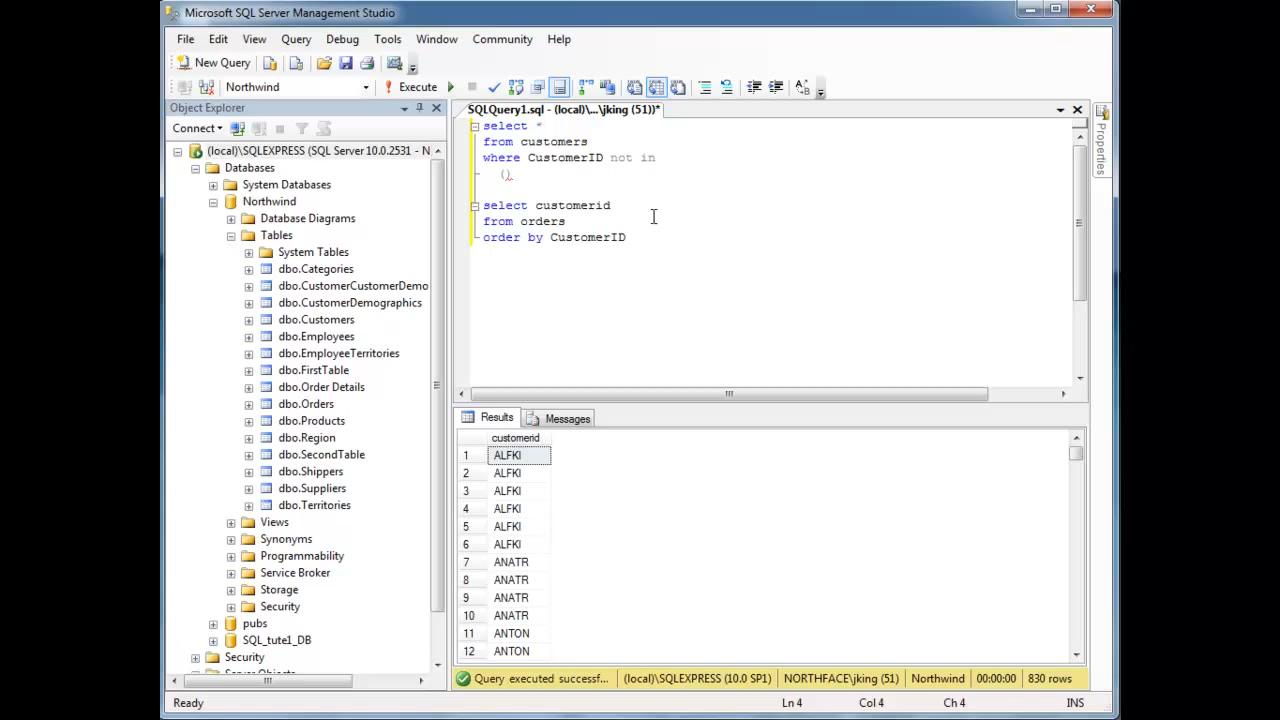 Microsoft SQL Server Management Studio
File Edit View Query Debug Tools Window Community Help
New Query
Northwind Execute
Object Explorer
Connect
(local)\SQLEXPRESS (SQL Server 10.0.2531 - N
Databases
System Databases
Northwind
Database Diagrams
Tables
System Tables
dbo.Categories
dbo.CustomerCustomerDemo
dbo.CustomerDemographics
dbo.Customers
dbo.Employees
dbo.EmployeeTerritories
dbo.FirstTable
dbo.Order Details
dbo.Orders
dbo.Products
dbo.Region
dbo.SecondTable
dbo.Shippers
dbo.Suppliers
dbo.Territories
Views
Synonyms
Programmability
Service Broker
Storage
Security
pubs
SQL_tute1_DB
Security
Server Objects
SQLQuery1.sql - (local)\...\jking (51))*
select *
from customers
where CustomerID not in
()
select customerid
from orders
order by CustomerID
Properties
Results Messages
customerid
1 ALFKI
2 ALFKI
3 ALFKI
4 ALFKI
5 ALFKI
6 ALFKI
7 ANATR
8 ANATR
9 ANATR
10 ANATR
11 ANTON
12 ANTON
Query executed successf... (local)\SQLEXPRESS (10.0 SP1) NORTHFACE\jking (51) Northwind 00:00:00 830 rows
Ready Ln 4 Col 4 Ch 4 INS